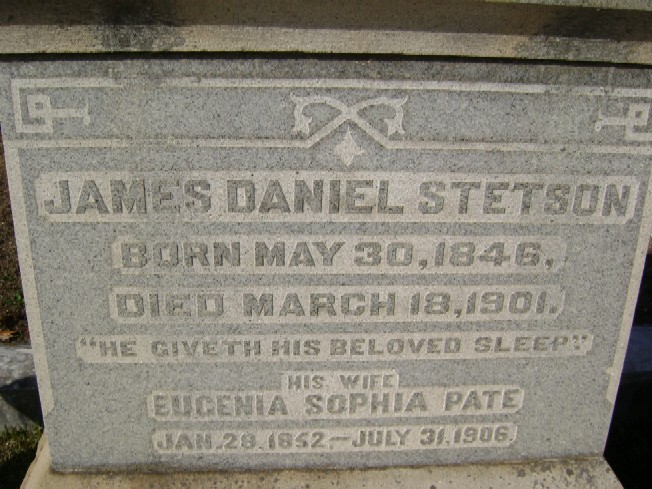 JAMES DANIEL STETSON
BORN MAY 30, 1846,
DIED MARCH 18, 1901.
"HE GIVETH HIS BELOVED SLEEP."
HIS WIFE
EUGENIA SOPHIA PATE
JAN. 28. 1852,—JULY 31, 1906.